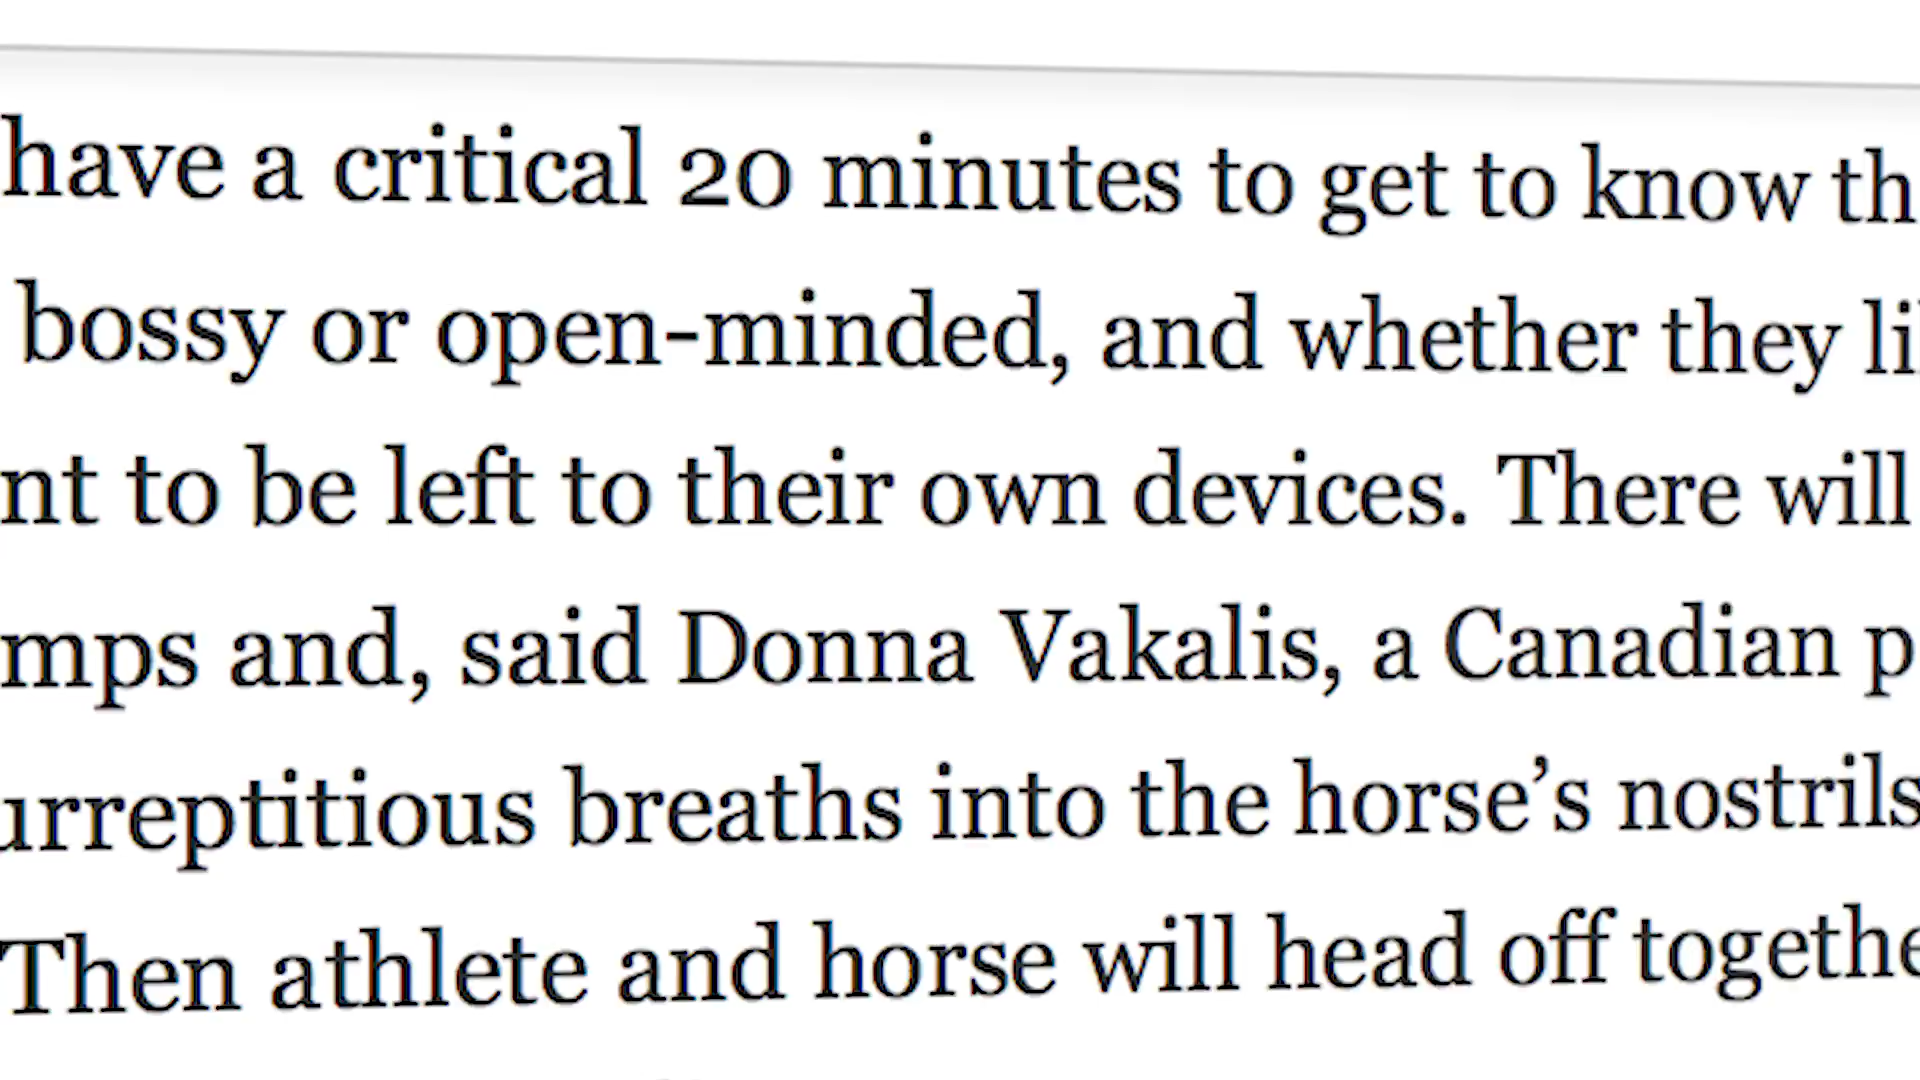 have a critical 20 minutes to get to know th
bossy or open-minded, and whether they li
nt to be left to their own devices. There will
mps and, said Donna Vakalis, a Canadian p
urreptitious breaths into the horse’s nostrils
Then athlete and horse will head off togethe